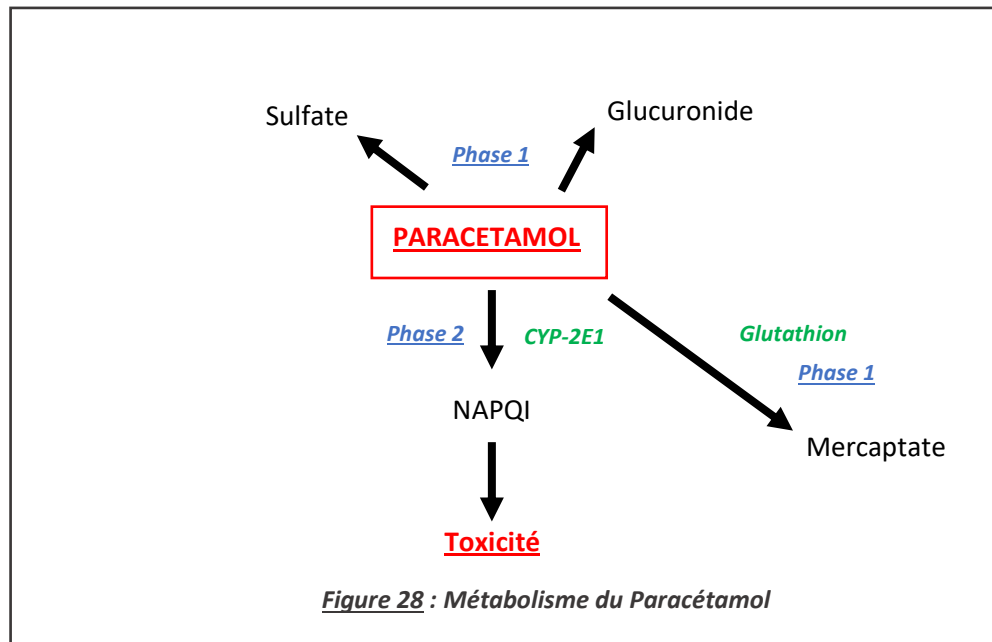 Sulfate
Glucuronide
Phase 1
PARACETAMOL
Phase 2
CYP-2E1
Glutathion
Phase 1
NAPQI
Mercaptate
Toxicité
Figure 28 : Métabolisme du Paracétamol